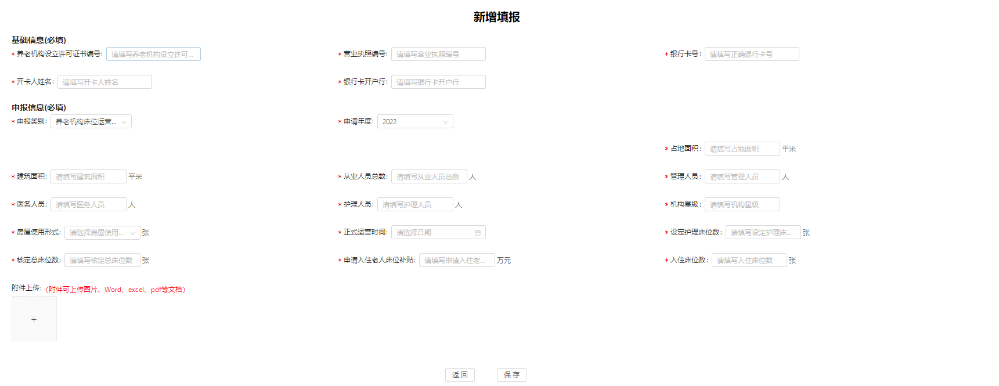 新增填报
基础信息(必填)
* 养老机构设立许可证书编号: 请填写养老机构设立许可... * 营业执照编号: 请填写营业执照编号 * 银行卡号: 请填写正确银行卡号
* 开卡人姓名: 请填写开卡人姓名 * 银行卡开户行: 请填写银行卡开户行
申报信息(必填)
* 申报类别: 养老机构床位运营... * 申请年度: 2022
* 占地面积: 请填写占地面积 平米
* 建筑面积: 请填写建筑面积 平米 * 从业人员总数: 请填写从业人员总数 人 * 管理人员: 请填写管理人员 人
* 医务人员: 请填写医务人员 人 * 护理人员: 请填写护理人员 人 * 机构星级: 请填写机构星级
* 房屋使用形式: 请选择房屋使用... 张 * 正式运营时间: 请选择日期 * 设定护理床位数: 请填写设定护理床... 张
* 核定总床位数: 请填写核定总床位数 张 * 申请入住老人床位补贴: 请填写申请入住老... 万元 * 入住床位数: 请填写入住床位数 张
附件上传: (附件可上传图片、Word、excel、pdf等文档)
+
返 回 保 存